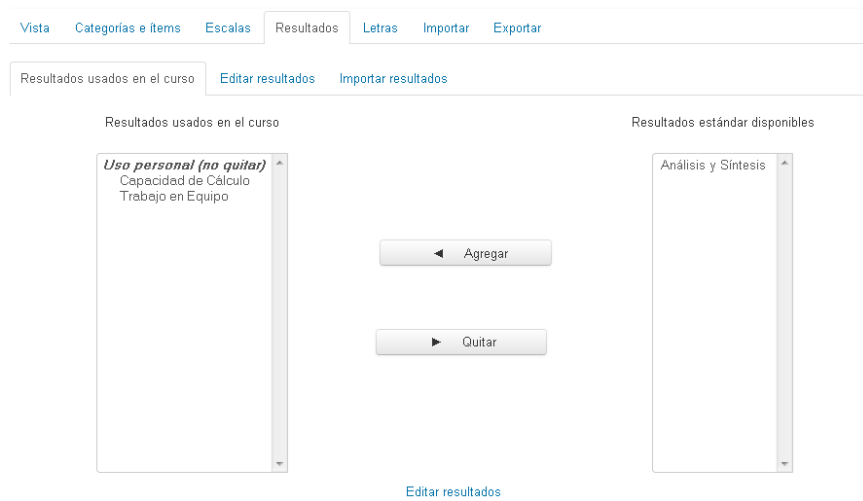 Vista Categorías e ítems Escalas Resultados Letras Importar Exportar
Resultados usados en el curso Editar resultados Importar resultados
Resultados usados en el curso Resultados estándar disponibles
Uso personal (no quitar) Análisis y Síntesis
Capacidad de Cálculo
Trabajo en Equipo
Agregar
Quitar
Editar resultados